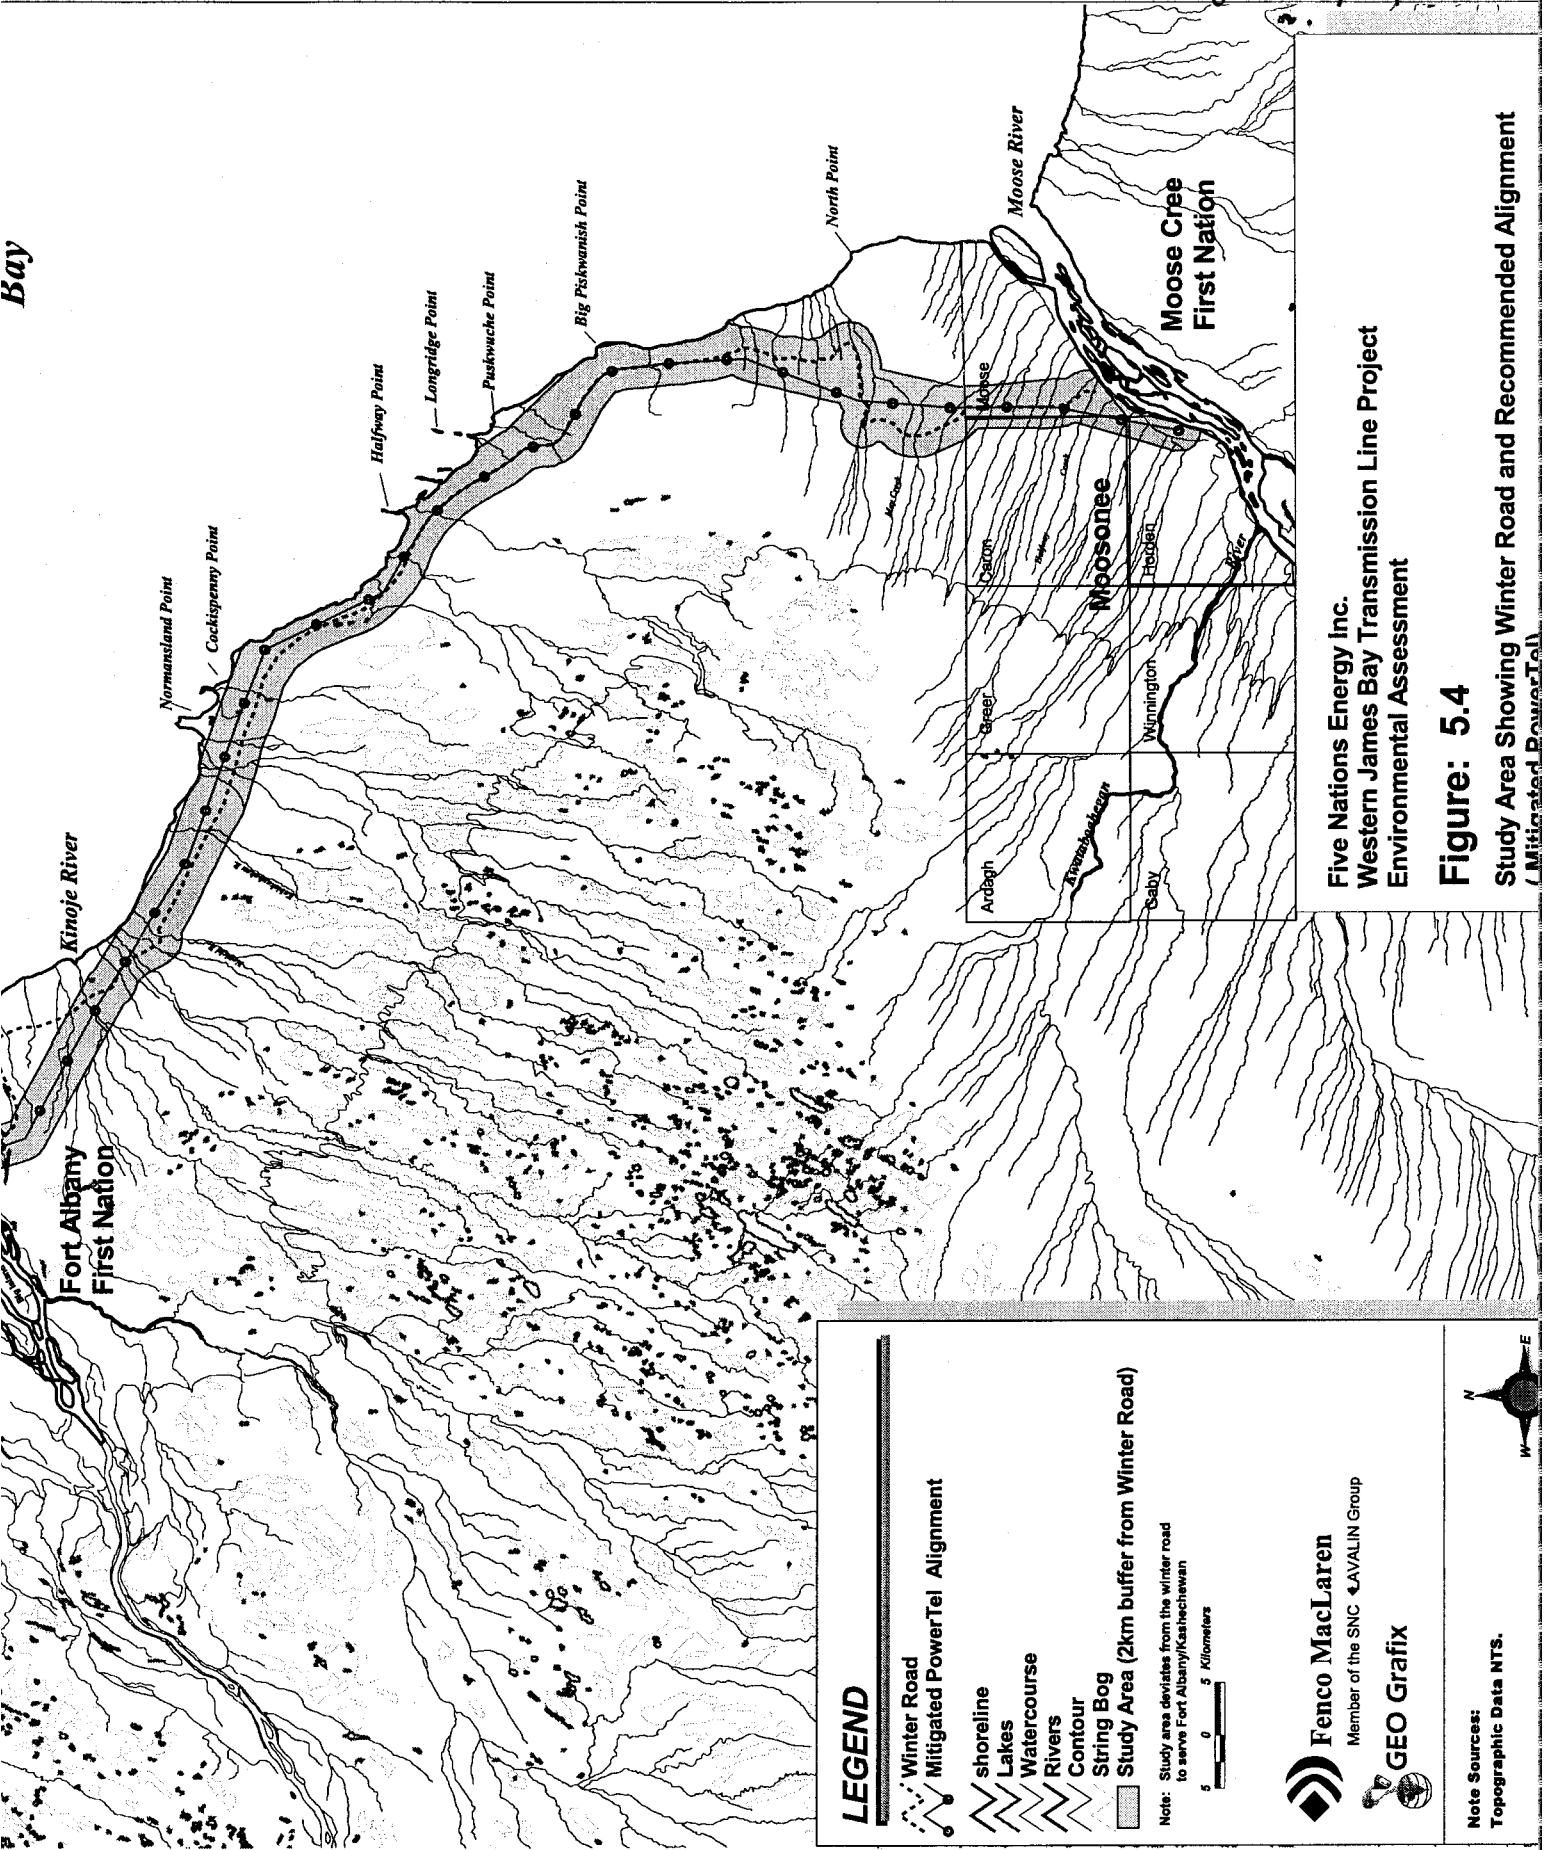 Bay
Kinoje River
Normansland Point
Cockispenny Point
Halfway Point
Longridge Point
Puskwuche Point
Big Piskwanish Point
North Point
Moose River
Fort Albany
First Nation
Moose Cree
First Nation
Moosonee
Moose
Caron
Greer
Ardagh
Horden
Winnington
Gaby
River
LEGEND
Winter Road
Mitigated PowerTel Alignment
shoreline
Lakes
Watercourse
Rivers
Contour
String Bog
Study Area (2km buffer from Winter Road)
Note: Study area deviates from the winter road
to serve Fort Albany/Kashechewan
5 0 5 Kilometers
Fenco MacLaren
Member of the SNC LAVALIN Group
GEO Grafix
Note Sources:
Topographic Data NTS.
N
W E
Five Nations Energy Inc.
Western James Bay Transmission Line Project
Environmental Assessment
Figure: 5.4
Study Area Showing Winter Road and Recommended Alignment
( Mitigated PowerTel)